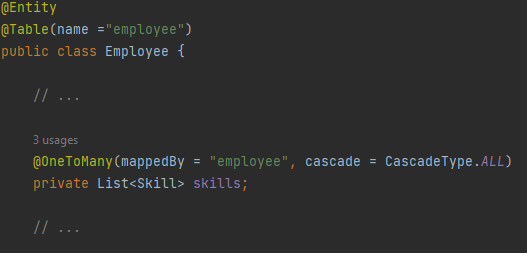 @Entity
@Table(name ="employee")
public class Employee {
// ...
3 usages
@OneToMany(mappedBy = "employee", cascade = CascadeType.ALL)
private List<Skill> skills;
// ...